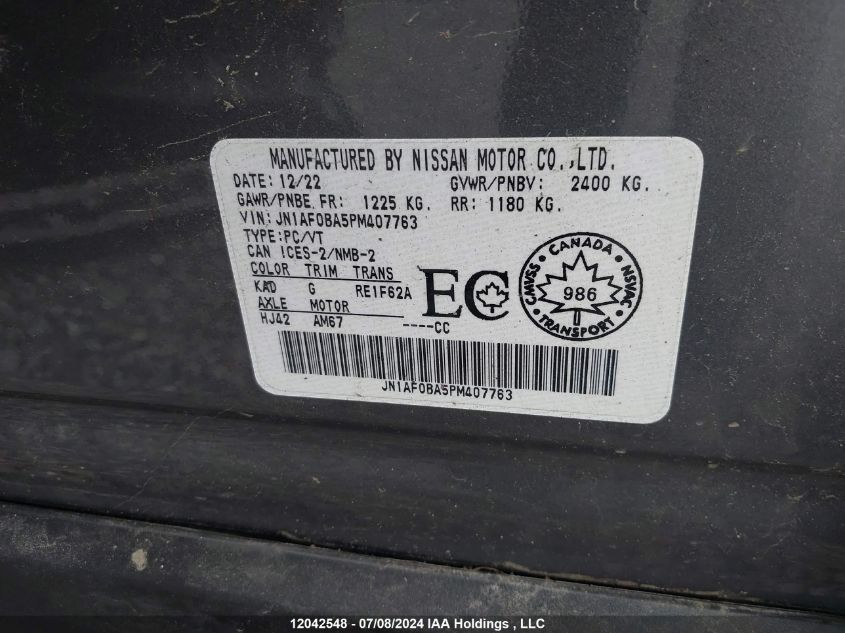 MANUFACTURED BY NISSAN MOTOR CO.,LTD.
DATE: 12/22 GVWR/PNBV: 2400 KG.
GAWR/PNBE FR: 1225 KG. RR: 1180 KG.
VIN: JN1AF0BA5PM407763
TYPE:PC/VT
CAN ICES-2/NMB-2
COLOR TRIM TRANS
KAD G RE1F62A
AXLE MOTOR
HJ42 AM67 ----CC
EC
CANADA
CMVSS 986 NSVAC
TRANSPORT
JN1AF0BA5PM407763
12042548 - 07/08/2024 IAA Holdings , LLC